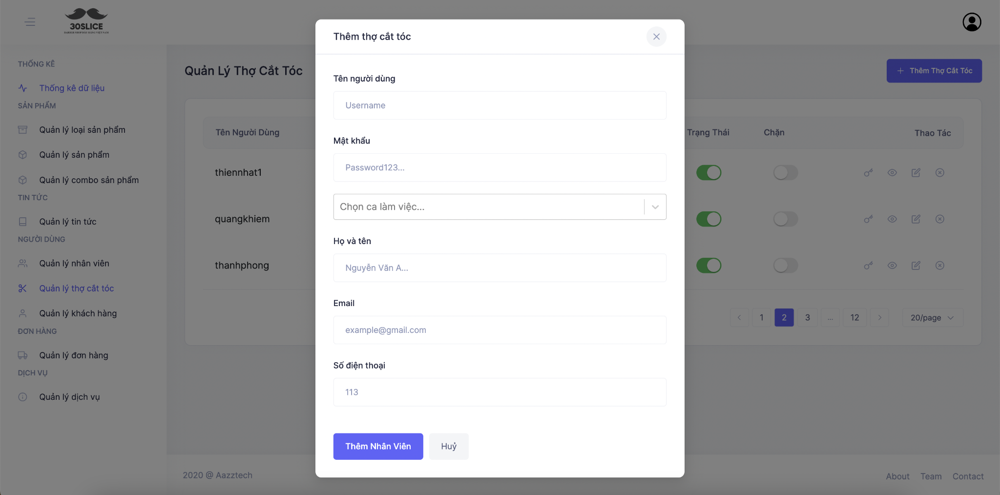 30SLICE
BARBER SHOP ĐẦU HÀNG VIỆT NAM
THỐNG KÊ
Thống kê dữ liệu
SẢN PHẨM
Quản lý loại sản phẩm
Quản lý sản phẩm
Quản lý combo sản phẩm
TIN TỨC
Quản lý tin tức
NGƯỜI DÙNG
Quản lý nhân viên
Quản lý thợ cắt tóc
Quản lý khách hàng
ĐƠN HÀNG
Quản lý đơn hàng
DỊCH VỤ
Quản lý dịch vụ
Quản Lý Thợ Cắt Tóc
Thêm Thợ Cắt Tóc
Tên Người Dùng
Trạng Thái
Chặn
Thao Tác
thiennhat1
quangkhiem
thanhphong
1
2
3
...
12
20/page
Thêm thợ cắt tóc
Tên người dùng
Username
Mật khẩu
Password123...
Chọn ca làm việc...
Họ và tên
Nguyễn Văn A...
Email
example@gmail.com
Số điện thoại
113
Thêm Nhân Viên
Huỷ
2020 @ Aazztech
About
Team
Contact